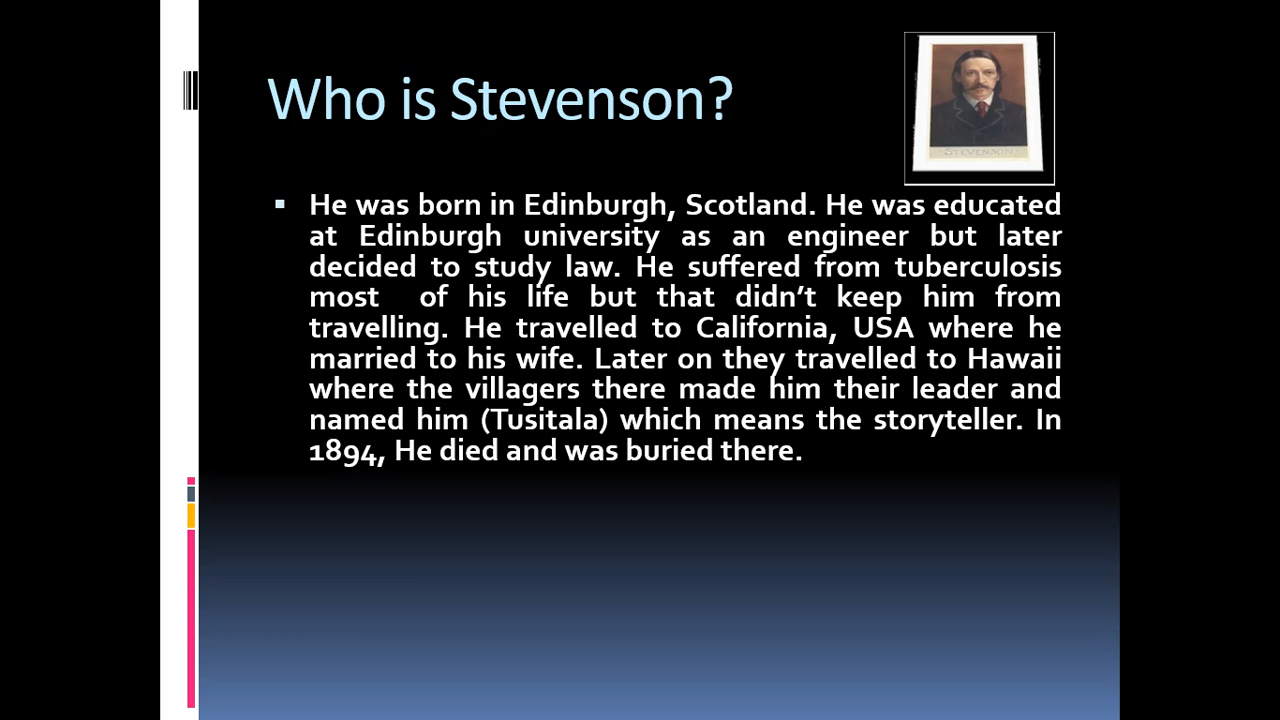 Who is Stevenson?
STEVENSON
He was born in Edinburgh, Scotland. He was educated
at Edinburgh university as an engineer but later
decided to study law. He suffered from tuberculosis
most of his life but that didn’t keep him from
travelling. He travelled to California, USA where he
married to his wife. Later on they travelled to Hawaii
where the villagers there made him their leader and
named him (Tusitala) which means the storyteller. In
1894, He died and was buried there.